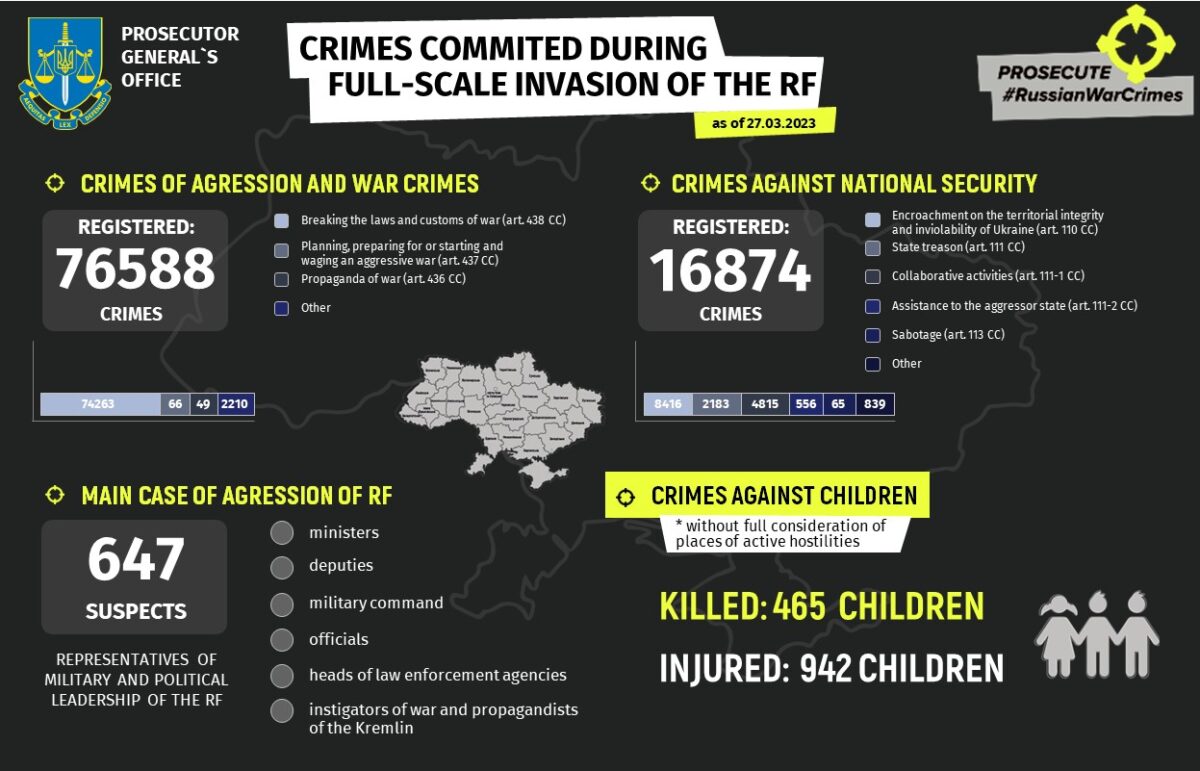 PROSECUTOR
GENERAL`S
OFFICE
AEQUITAS
LEX
DEFENSIO
CRIMES COMMITED DURING
FULL-SCALE INVASION OF THE RF
as of 27.03.2023
PROSECUTE
#RussianWarCrimes
CRIMES OF AGRESSION AND WAR CRIMES
REGISTERED:
76588
CRIMES
Breaking the laws and customs of war (art. 438 CC)
Planning, preparing for or starting and
waging an aggressive war (art. 437 CC)
Propaganda of war (art. 436 CC)
Other
74263 66 49 2210
CRIMES AGAINST NATIONAL SECURITY
REGISTERED:
16874
CRIMES
Encroachment on the territorial integrity
and inviolability of Ukraine (art. 110 CC)
State treason (art. 111 CC)
Collaborative activities (art. 111-1 CC)
Assistance to the aggressor state (art. 111-2 CC)
Sabotage (art. 113 CC)
Other
8416 2183 4815 556 65 839
MAIN CASE OF AGRESSION OF RF
647
SUSPECTS
REPRESENTATIVES OF
MILITARY AND POLITICAL
LEADERSHIP OF THE RF
ministers
deputies
military command
officials
heads of law enforcement agencies
instigators of war and propagandists
of the Kremlin
CRIMES AGAINST CHILDREN
* without full consideration of
places of active hostilities
KILLED: 465 CHILDREN
INJURED: 942 CHILDREN